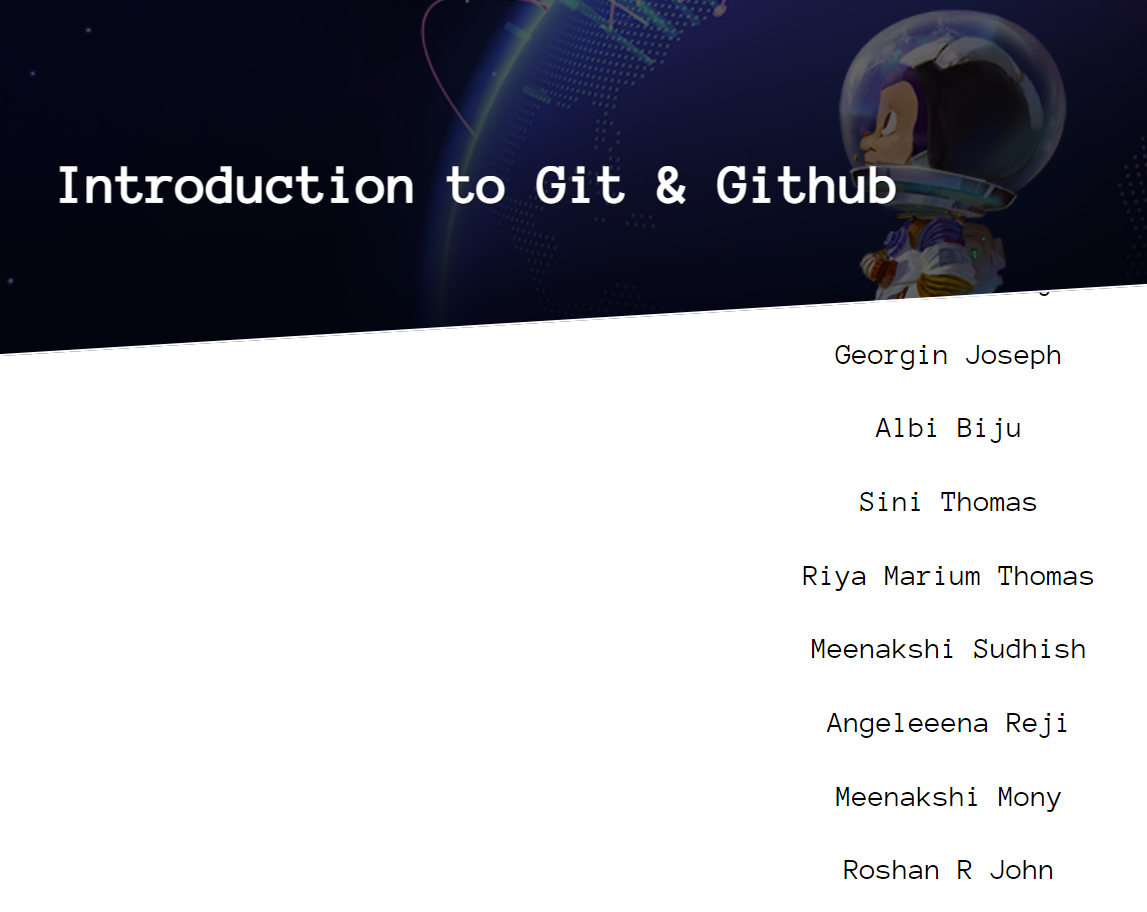 Introduction to Git & Github
Georgin Joseph
Albi Biju
Sini Thomas
Riya Marium Thomas
Meenakshi Sudhish
Angeleeena Reji
Meenakshi Mony
Roshan R John